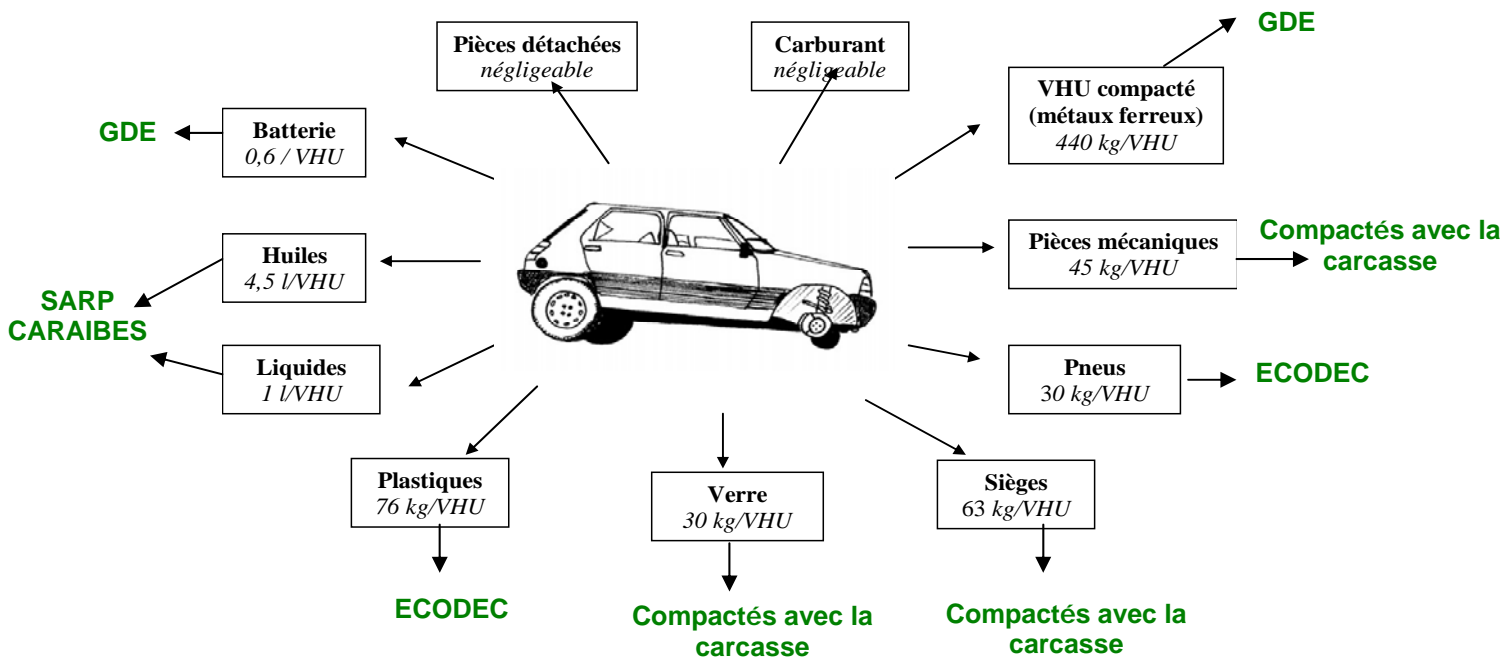 GDE
Pièces détachées
négligeable
Carburant
négligeable
VHU compacté
(métaux ferreux)
440 kg/VHU
GDE
Batterie
0,6 / VHU
Huiles
4,5 l/VHU
Pièces mécaniques
45 kg/VHU
Compactés avec la
carcasse
SARP
CARAIBES
Liquides
1 l/VHU
Pneus
30 kg/VHU
ECODEC
Plastiques
76 kg/VHU
Verre
30 kg/VHU
Sièges
63 kg/VHU
ECODEC
Compactés avec la
carcasse
Compactés avec la
carcasse